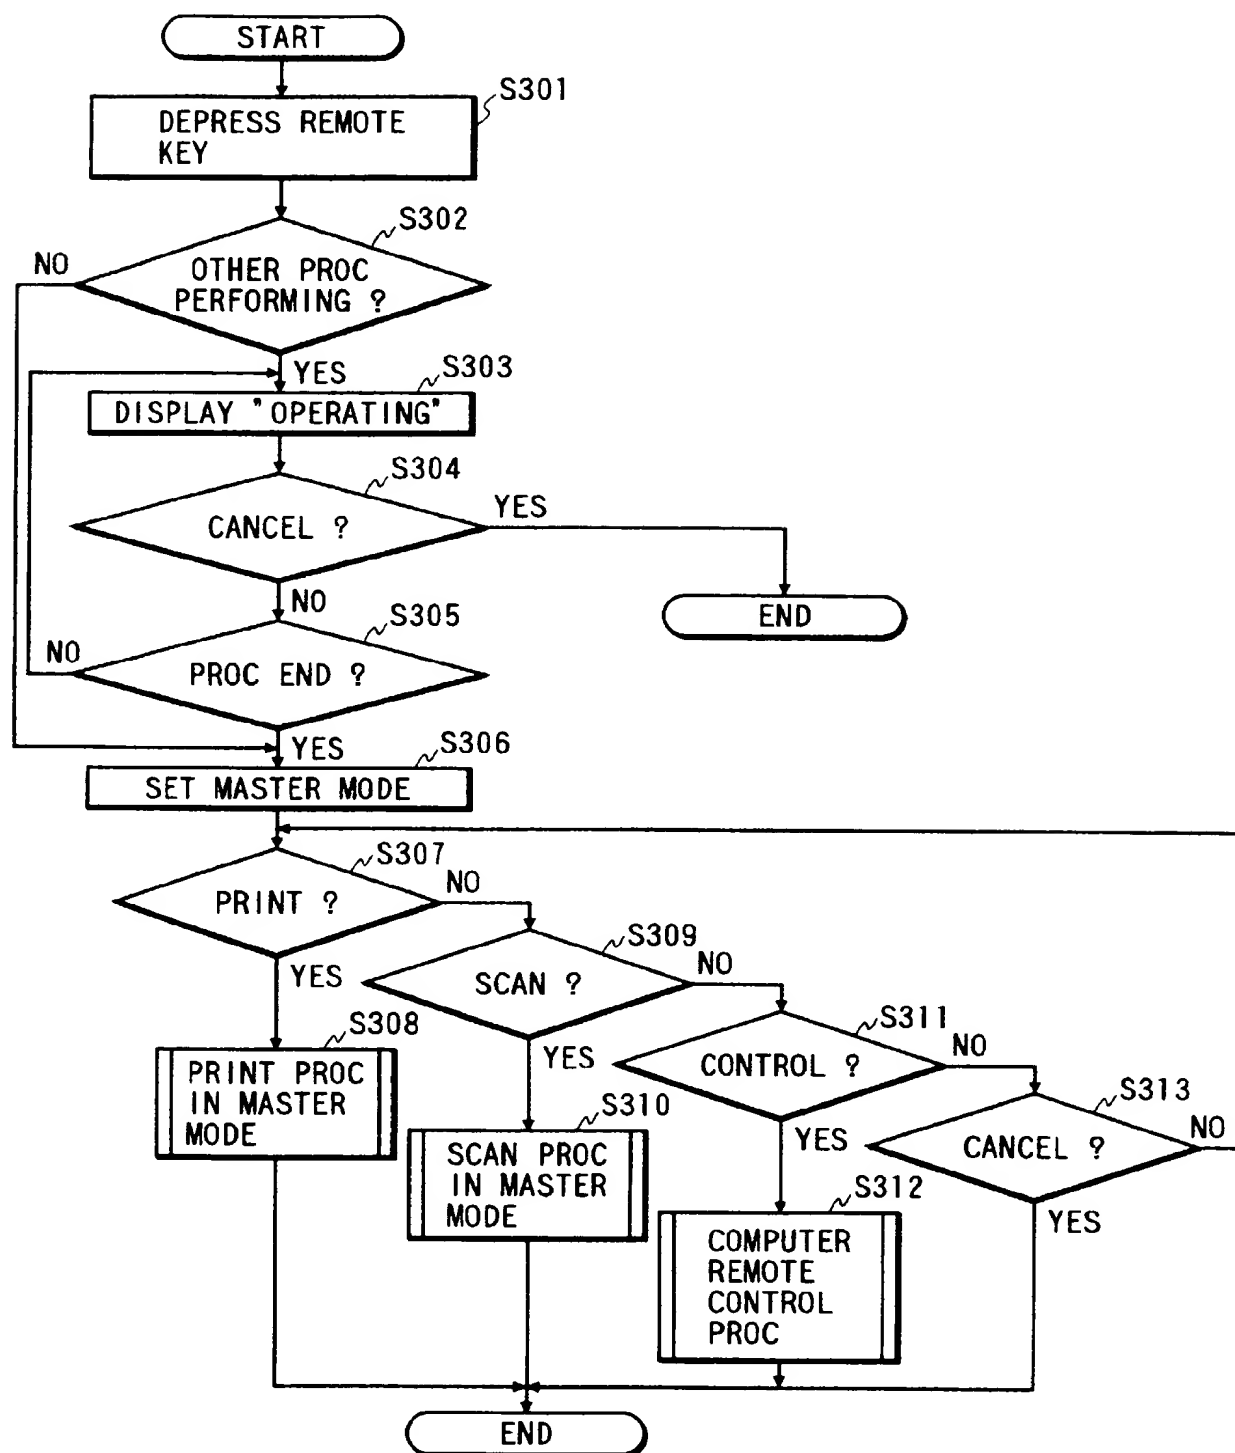 START
S301
DEPRESS REMOTE
KEY
S302
NO
OTHER PROC
PERFORMING ?
YES
S303
DISPLAY "OPERATING"
S304
YES
CANCEL ?
NO
END
S305
NO
PROC END ?
YES
S306
SET MASTER MODE
S307
NO
PRINT ?
S309
NO
YES
SCAN ?
S308
S311
NO
YES
CONTROL ?
PRINT PROC
IN MASTER
MODE
S310
S313
NO
YES
CANCEL ?
SCAN PROC
IN MASTER
MODE
S312
YES
COMPUTER
REMOTE
CONTROL
PROC
END